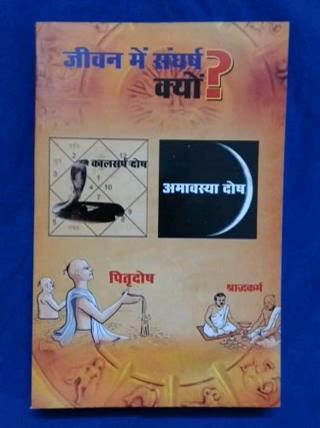 जीवन में संघर्ष
क्यों?
कालसर्प दोष
अमावस्या दोष
पितृदोष
श्राद्धकर्म